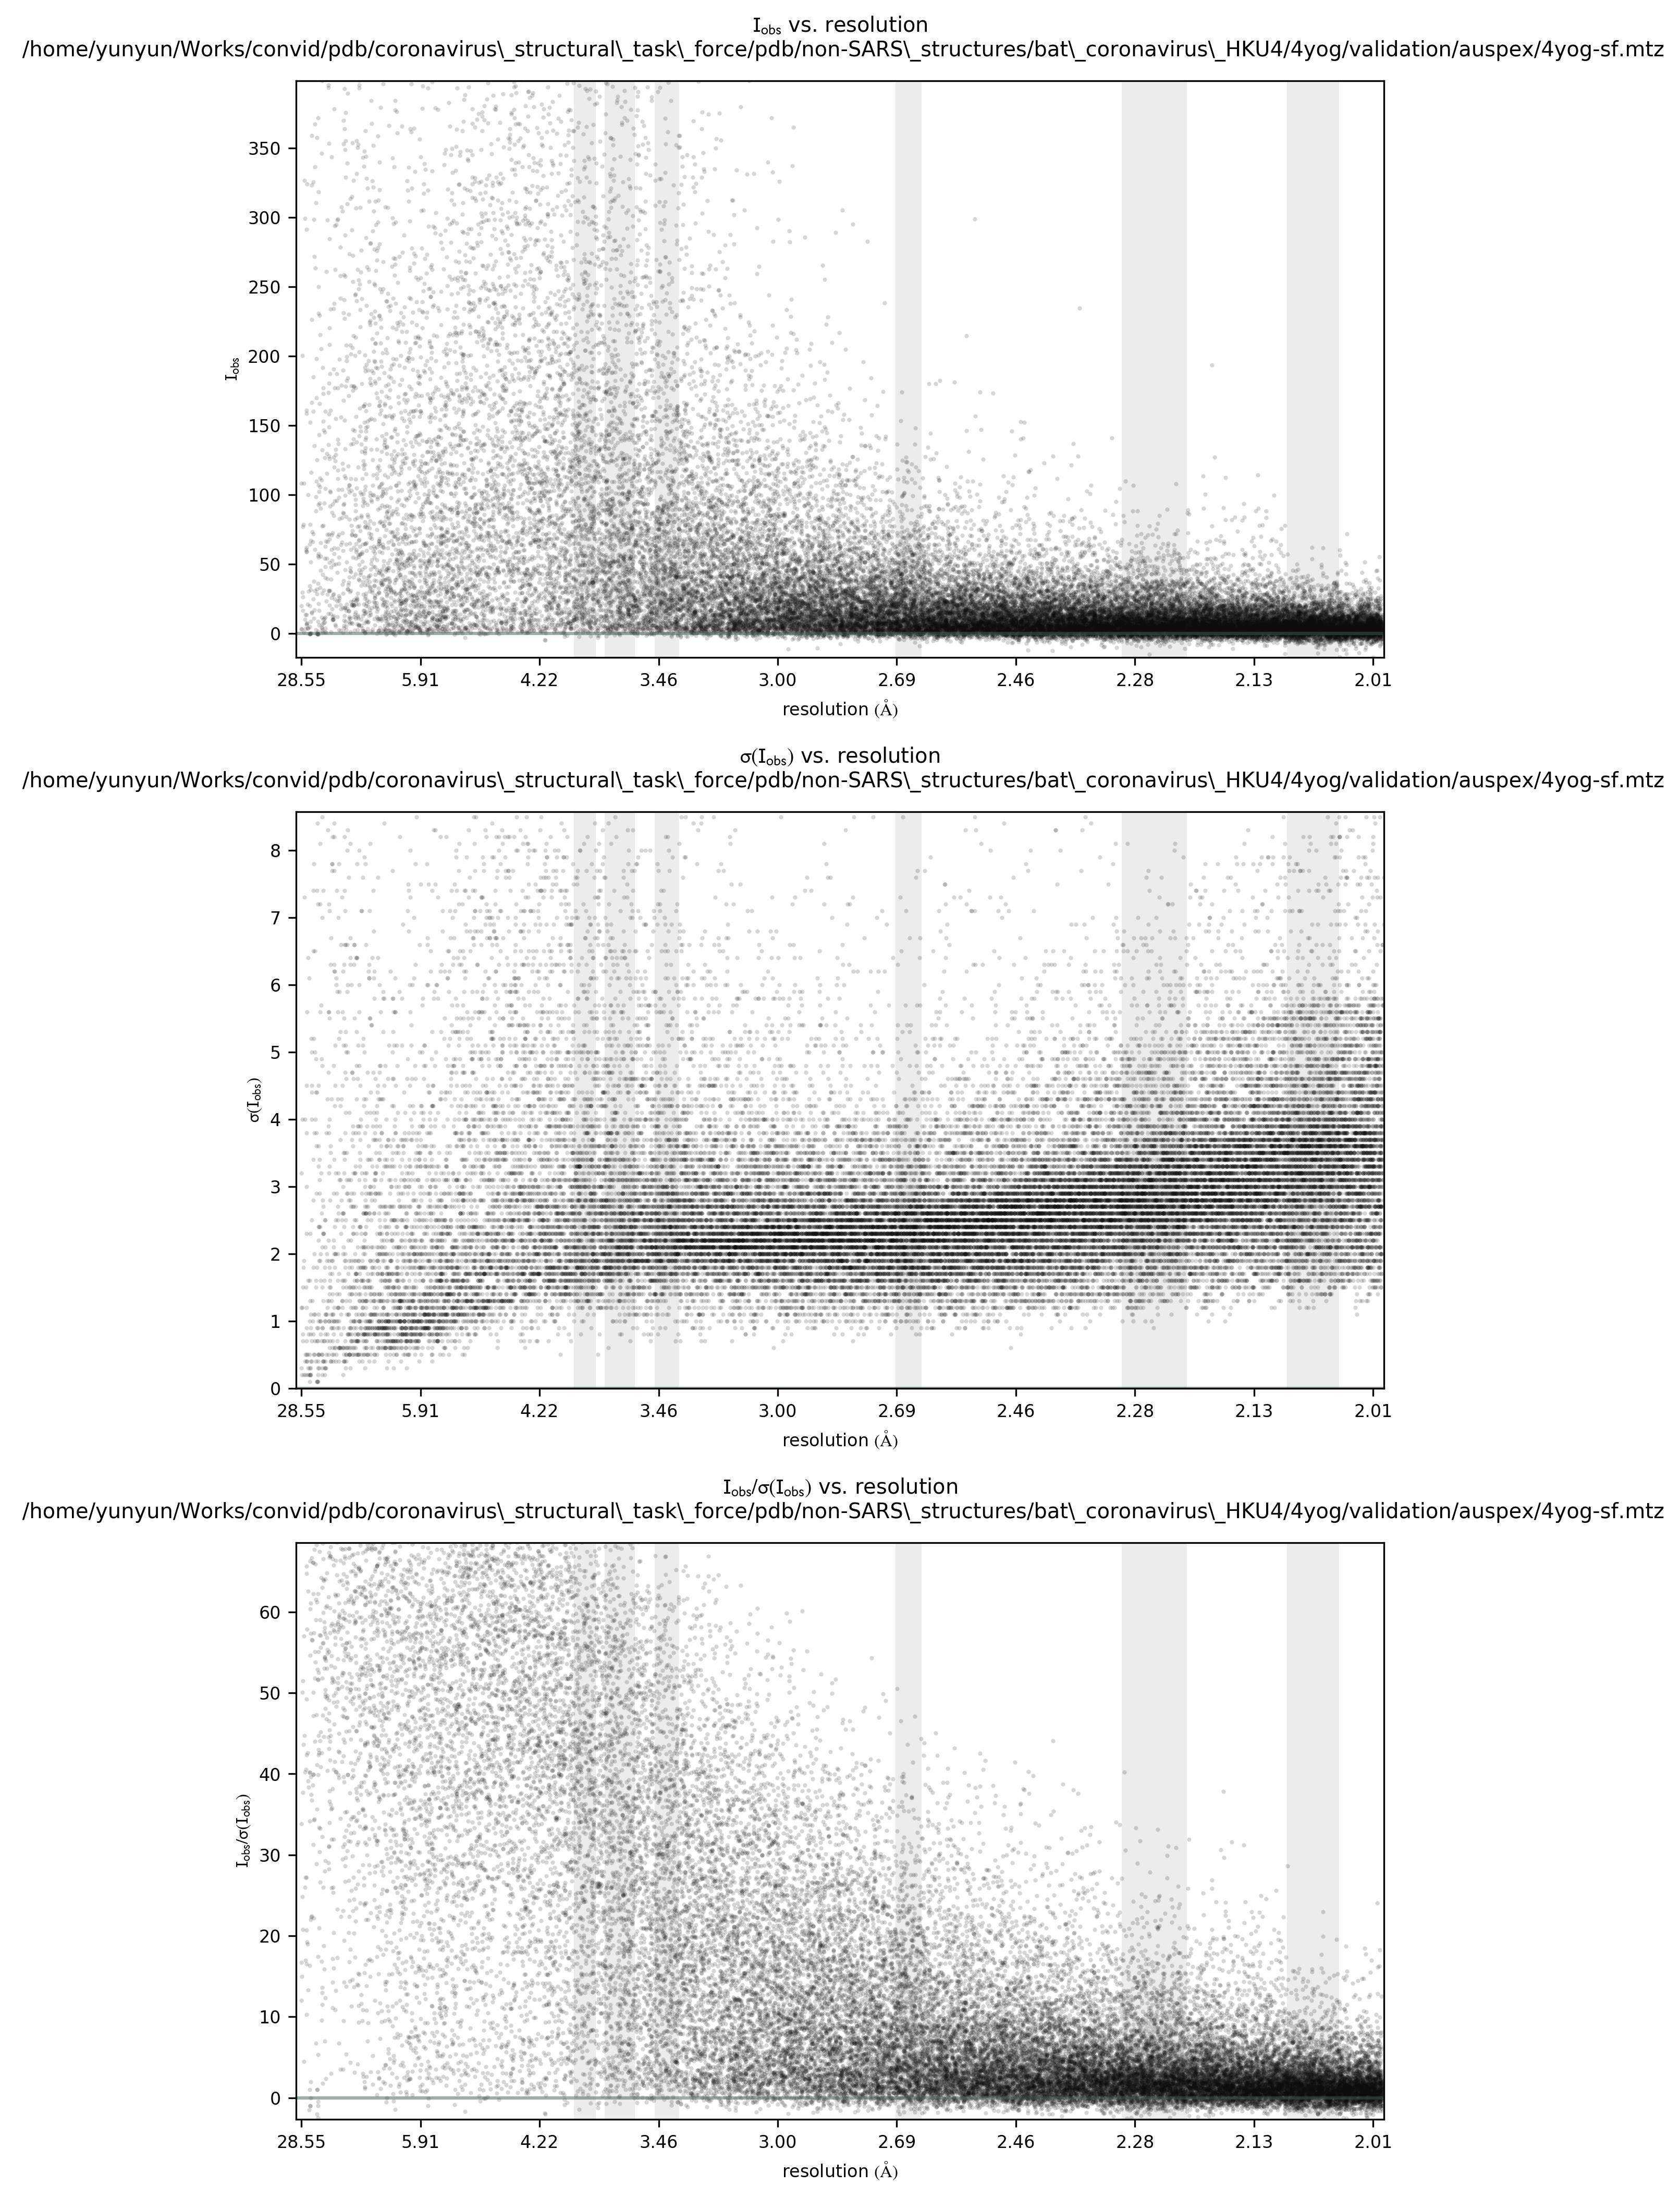 I_obs vs. resolution
/home/yunyun/Works/convid/pdb/coronavirus\_structural\_task\_force/pdb/non-SARS\_structures/bat\_coronavirus\_HKU4/4yog/validation/auspex/4yog-sf.mtz
350
300
250
200
150
100
50
0
I_obs
28.55 5.91 4.22 3.46 3.00 2.69 2.46 2.28 2.13 2.01
resolution (Å)
σ(I_obs) vs. resolution
/home/yunyun/Works/convid/pdb/coronavirus\_structural\_task\_force/pdb/non-SARS\_structures/bat\_coronavirus\_HKU4/4yog/validation/auspex/4yog-sf.mtz
8
7
6
5
4
3
2
1
0
σ(I_obs)
28.55 5.91 4.22 3.46 3.00 2.69 2.46 2.28 2.13 2.01
resolution (Å)
I_obs/σ(I_obs) vs. resolution
/home/yunyun/Works/convid/pdb/coronavirus\_structural\_task\_force/pdb/non-SARS\_structures/bat\_coronavirus\_HKU4/4yog/validation/auspex/4yog-sf.mtz
60
50
40
30
20
10
0
I_obs/σ(I_obs)
28.55 5.91 4.22 3.46 3.00 2.69 2.46 2.28 2.13 2.01
resolution (Å)